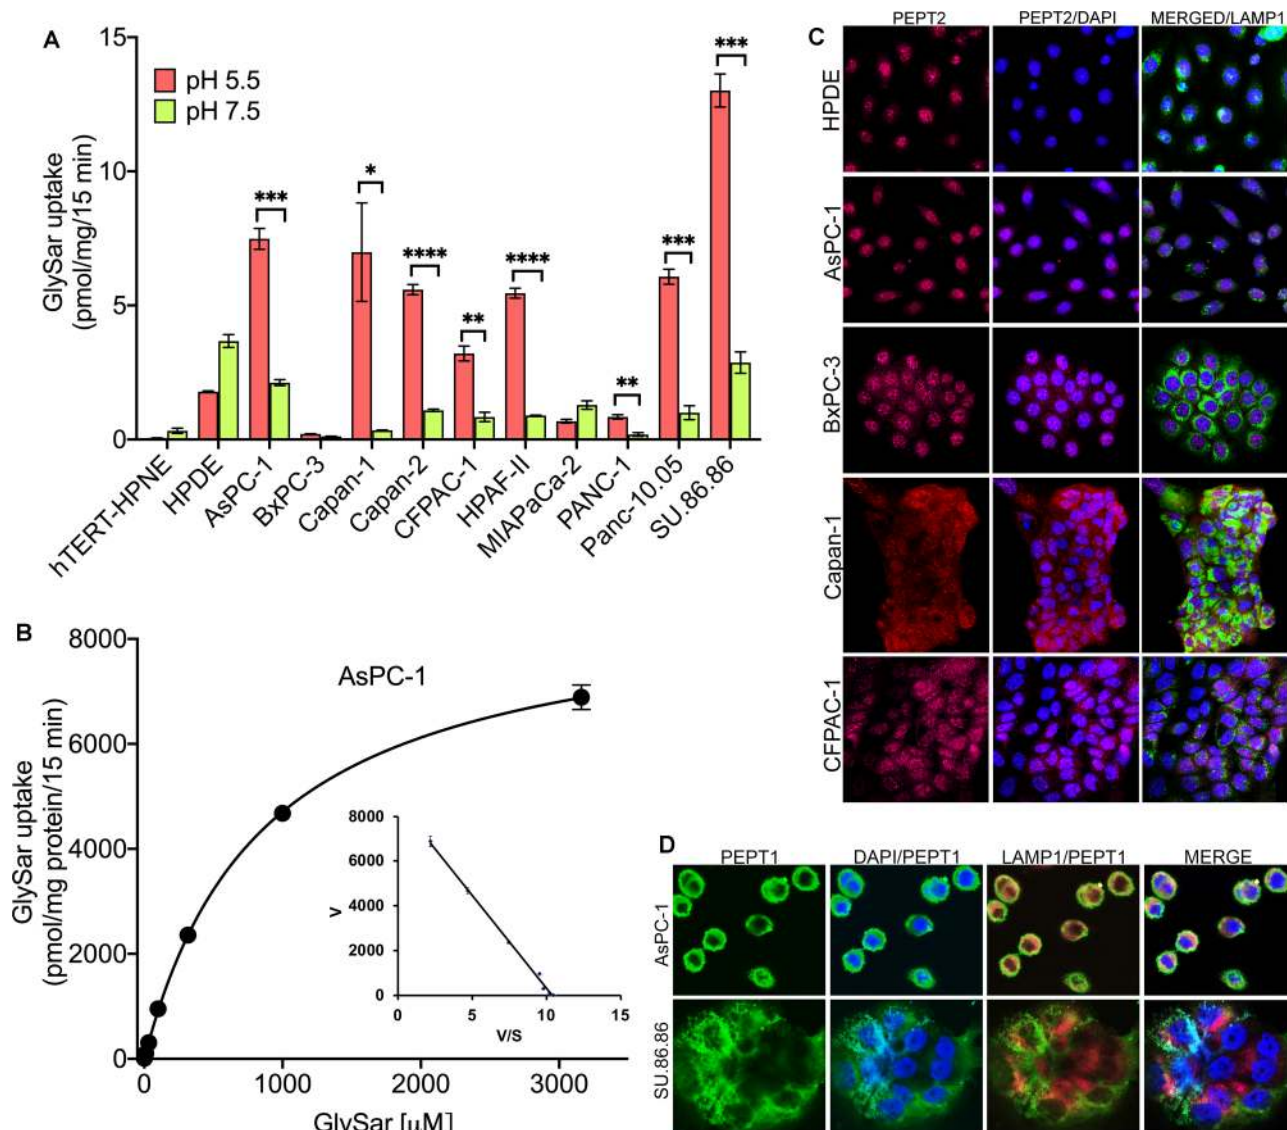 A
15
10
5
0
GlySar uptake
(pmol/mg/15 min)
pH 5.5
pH 7.5
***
*
****
**
****
**
***
***
hTERT-HPNE
HPDE
AsPC-1
BxPC-3
Capan-1
Capan-2
CFPAC-1
HPAF-II
MIAPaCa-2
PANC-1
Panc-10.05
SU.86.86
B
8000
6000
4000
2000
0
GlySar uptake
(pmol/mg protein/15 min)
AsPC-1
8000
6000
4000
2000
0
V
0 5 10 15
V/S
0 1000 2000 3000
GlySar [μM]
C
PEPT2 PEPT2/DAPI MERGED/LAMP1
HPDE
AsPC-1
BxPC-3
Capan-1
CFPAC-1
D
PEPT1 DAPI/PEPT1 LAMP1/PEPT1 MERGE
AsPC-1
SU.86.86